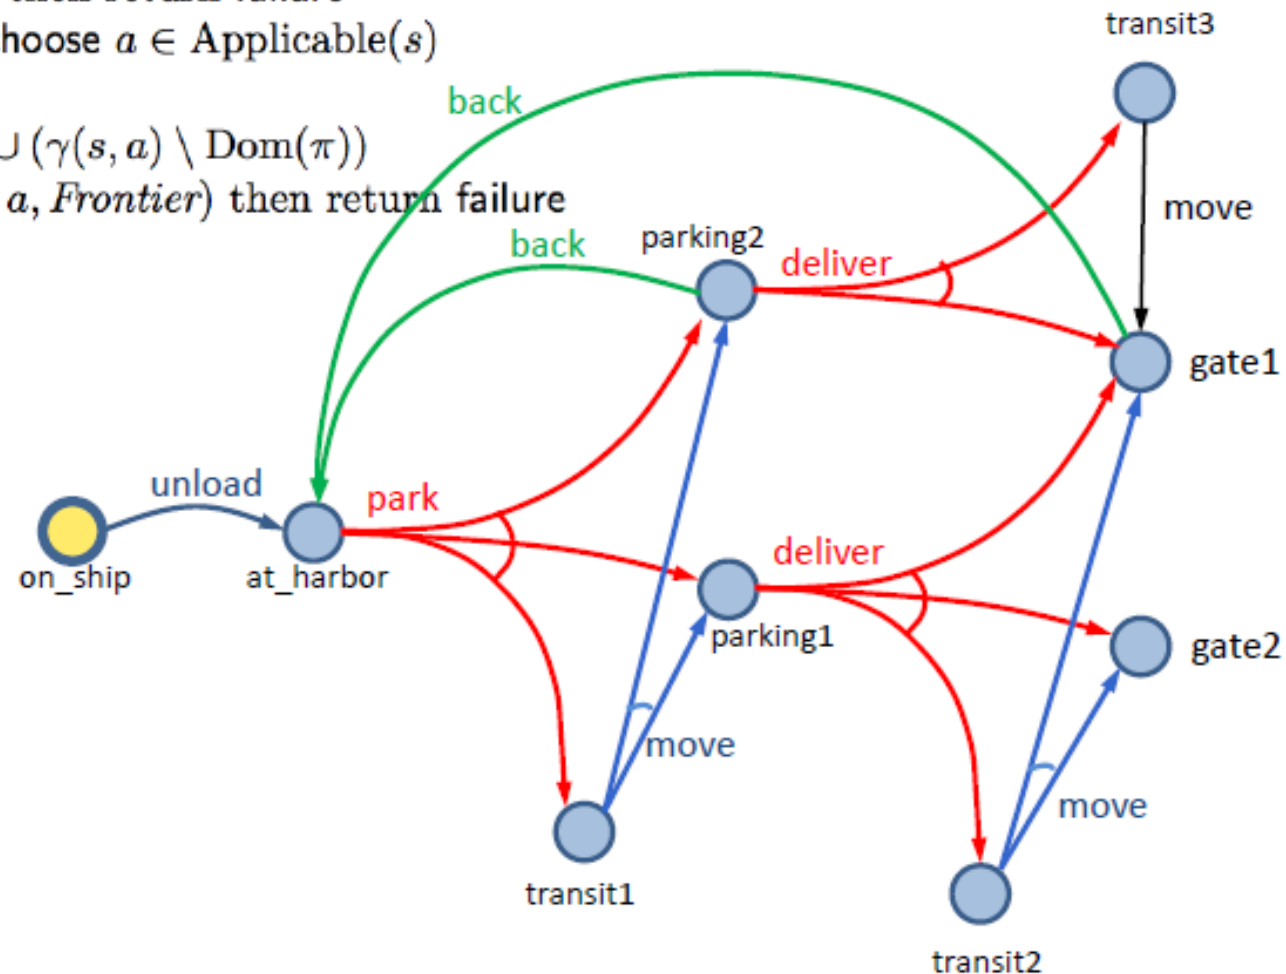 hoose a ∈ Applicable(s)
∪ (γ(s, a) \ Dom(π))
a, Frontier) then return failure
transit3
back
move
back
parking2
deliver
gate1
unload
park
on_ship
at_harbor
deliver
parking1
gate2
move
move
transit1
transit2